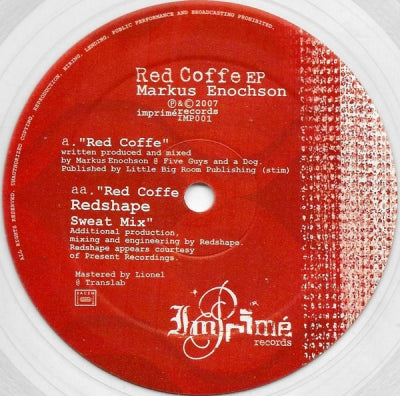 ALL RIGHTS RESERVED. UNAUTHORIZED COPYING, REPRODUCTION, HIRING, LENDING, PUBLIC PERFORMANCE AND BROADCASTING PROHIBITED.
Red Coffe EP
Markus Enochson
℗&©2007
imprimérecords
IMP001
a."Red Coffe"
written produced and mixed
by Markus Enochson @ Five Guys and a Dog.
Published by Little Big Room Publishing (stim)
aa."Red Coffe
Redshape
Sweat Mix"
Additional production,
mixing and engineering by Redshape.
Redshape appears courtesy
of Present Recordings.
Mastered by Lionel
@ Translab
SACEM
Imprimé
records